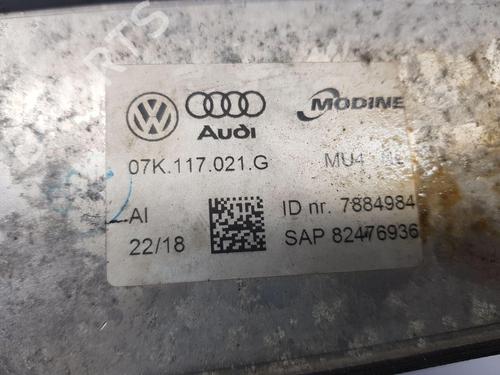 Audi
MODINE
07K.117.021.G
MU4
AI
ID nr. 7884984
22/18
SAP 82476936